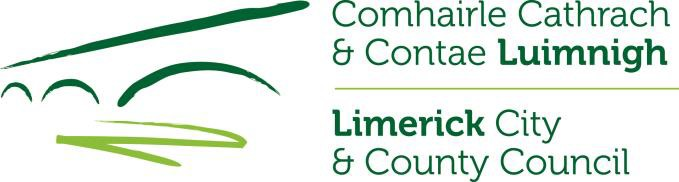 Comhairle Cathrach
& Contae Luimnigh
Limerick City
& County Council